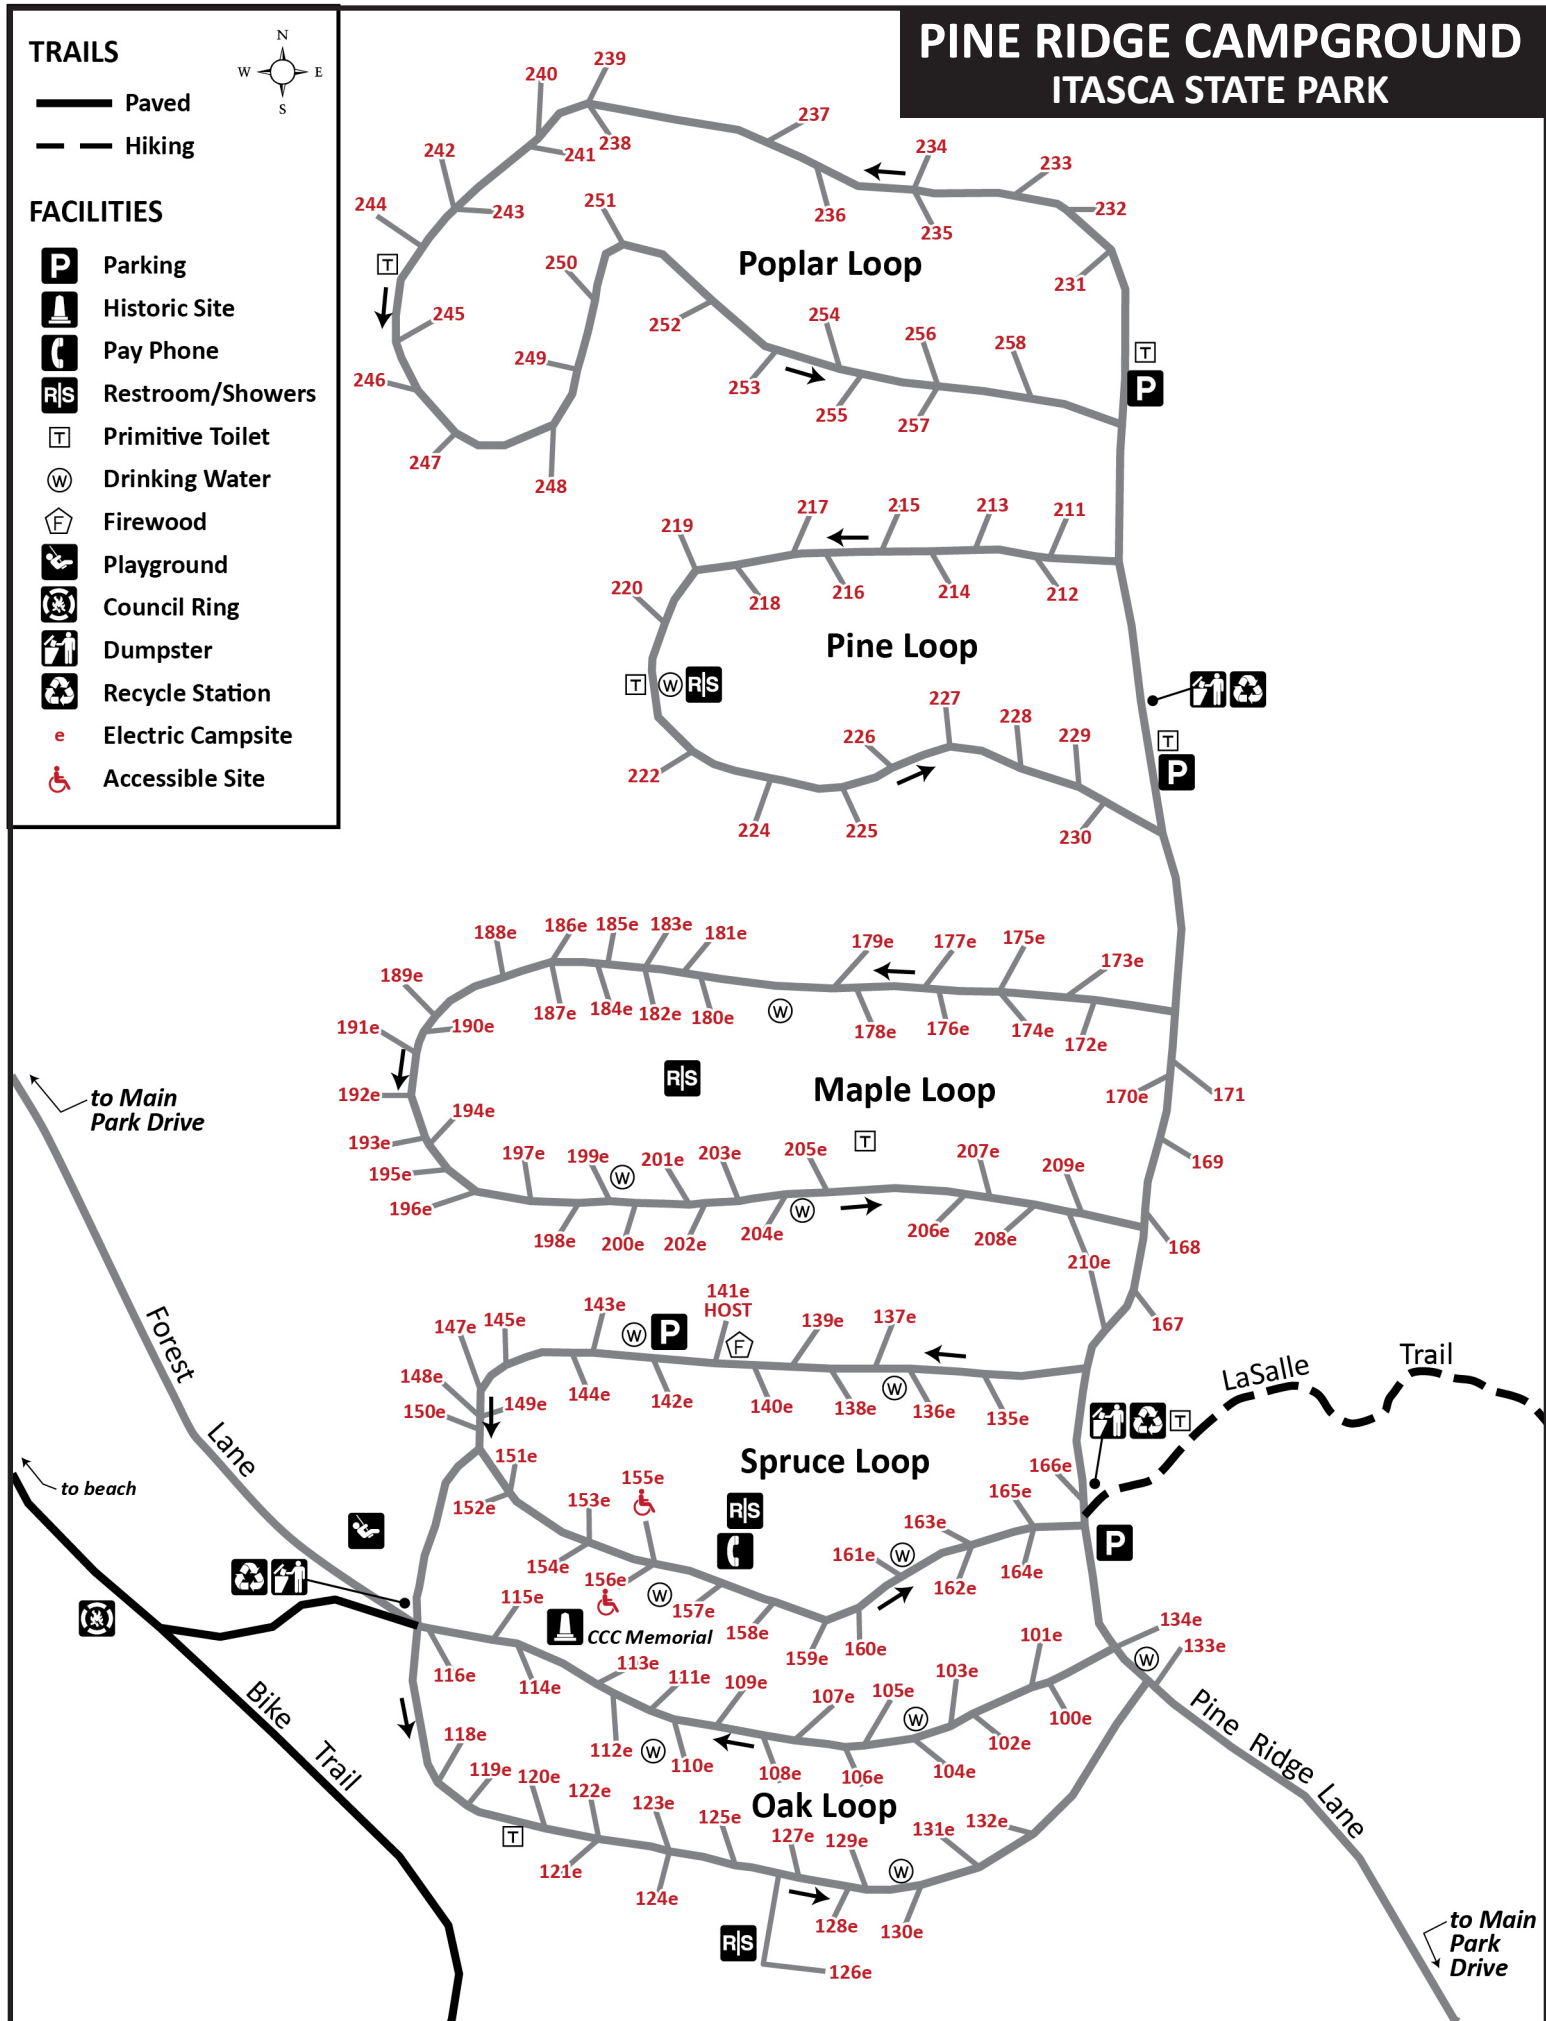 PINE RIDGE CAMPGROUND
ITASCA STATE PARK
TRAILS
N
W
E
S
Paved
Hiking
FACILITIES
P Parking
Historic Site
Pay Phone
R|S Restroom/Showers
T Primitive Toilet
W Drinking Water
F Firewood
Playground
Council Ring
Dumpster
Recycle Station
e Electric Campsite
Accessible Site
239
240
237
238
241
242
234
233
243
244
251
232
236
235
T
250
Poplar Loop
231
245
252
254
256
258
T
249
246
253
P
255
257
247
248
217
215
213
211
219
220
218
216
214
212
Pine Loop
T
W
R|S
227
228
226
229
T
222
P
224
225
230
188e
186e
185e
183e
181e
179e
177e
175e
173e
189e
187e
184e
182e
180e
W
191e
190e
178e
176e
174e
172e
R|S
Maple Loop
192e
170e
171
to Main
Park Drive
194e
193e
T
197e
199e
W
201e
203e
205e
207e
209e
169
195e
196e
W
198e
200e
202e
204e
206e
208e
168
210e
141e
HOST
143e
145e
147e
W
P
F
139e
137e
167
148e
150e
149e
144e
142e
140e
138e
W
136e
135e
LaSalle
Trail
T
Forest
Lane
Spruce Loop
151e
152e
155e
153e
R|S
166e
165e
to beach
163e
161e
W
P
154e
156e
W
157e
162e
164e
115e
CCC Memorial
158e
159e
160e
134e
133e
W
101e
116e
114e
113e
111e
109e
107e
105e
103e
W
100e
102e
112e
W
110e
108e
106e
104e
Bike
Trail
Pine Ridge Lane
118e
119e
120e
122e
123e
125e
Oak Loop
T
127e
129e
131e
132e
121e
W
124e
128e
130e
R|S
126e
to Main
Park
Drive